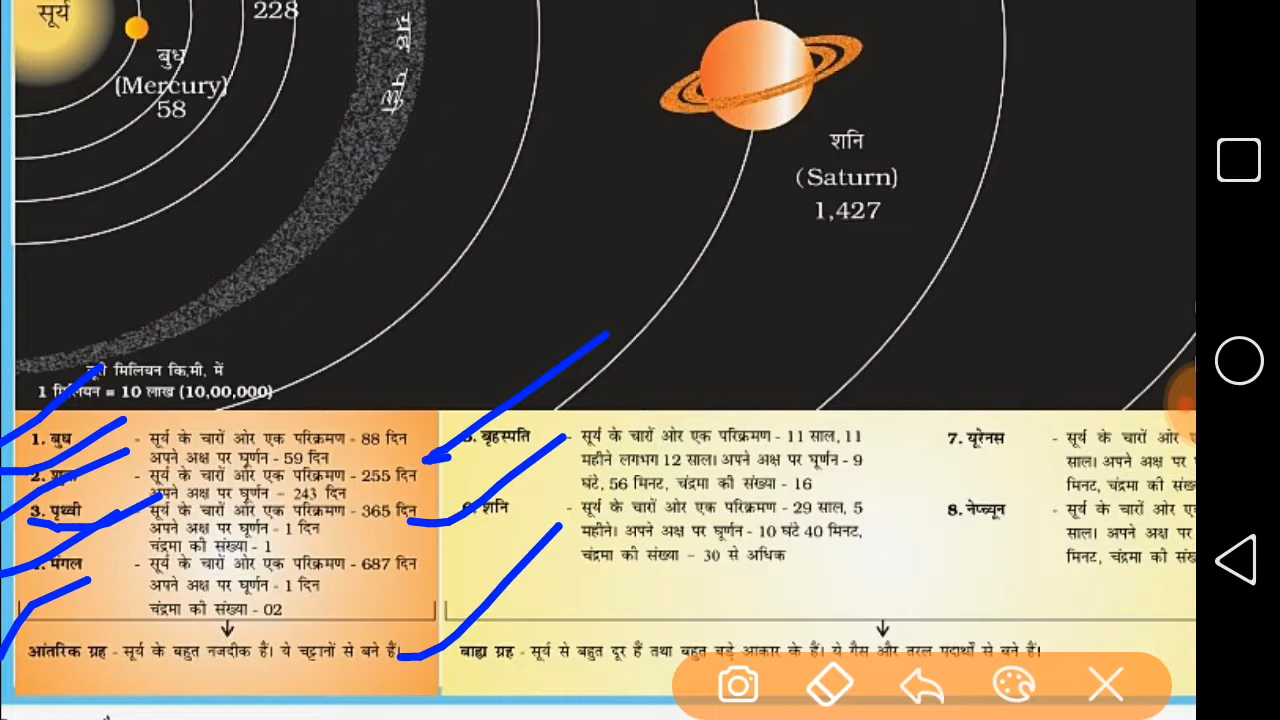 सूर्य
228
बुध
(Mercury)
58
ग्रह पट्टी
शनि
(Saturn)
1,427
दूरी मिलियन कि.मी. में
1 मिलियन = 10 लाख (10,00,000)
1. बुध - सूर्य के चारों ओर एक परिक्रमण - 88 दिन
अपने अक्ष पर घूर्णन - 59 दिन
2. शुक्र - सूर्य के चारों ओर एक परिक्रमण - 255 दिन
अपने अक्ष पर घूर्णन - 243 दिन
3. पृथ्वी - सूर्य के चारों ओर एक परिक्रमण - 365 दिन
अपने अक्ष पर घूर्णन - 1 दिन
चंद्रमा की संख्या - 1
4. मंगल - सूर्य के चारों ओर एक परिक्रमण - 687 दिन
अपने अक्ष पर घूर्णन - 1 दिन
चंद्रमा की संख्या - 02
आंतरिक ग्रह - सूर्य के बहुत नजदीक हैं। ये चट्टानों से बने हैं।
5. बृहस्पति - सूर्य के चारों ओर एक परिक्रमण - 11 साल, 11
महीने लगभग 12 साल। अपने अक्ष पर घूर्णन - 9
घंटे, 56 मिनट, चंद्रमा की संख्या - 16
6. शनि - सूर्य के चारों ओर एक परिक्रमण - 29 साल, 5
महीने। अपने अक्ष पर घूर्णन - 10 घंटे 40 मिनट,
चंद्रमा की संख्या - 30 से अधिक
7. यूरेनस - सूर्य के चारों ओर
साल। अपने अक्ष पर
मिनट, चंद्रमा की
8. नेप्च्यून - सूर्य के चारों ओर
साल। अपने अक्ष पर
मिनट, चंद्रमा की
बाह्य ग्रह - सूर्य से बहुत दूर हैं तथा बहुत बड़े आकार के हैं। ये गैस और तरल पदार्थों से बने हैं।